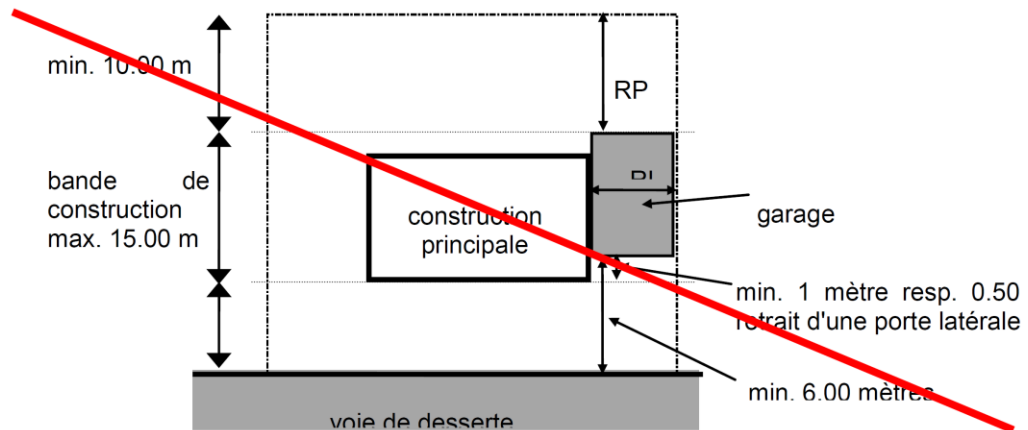 min. 10.00 m
RP
bande de
construction
max. 15.00 m
construction
principale
garage
min. 1 mètre resp. 0.50
retrait d'une porte latérale
min. 6.00 mètres
voie de desserte